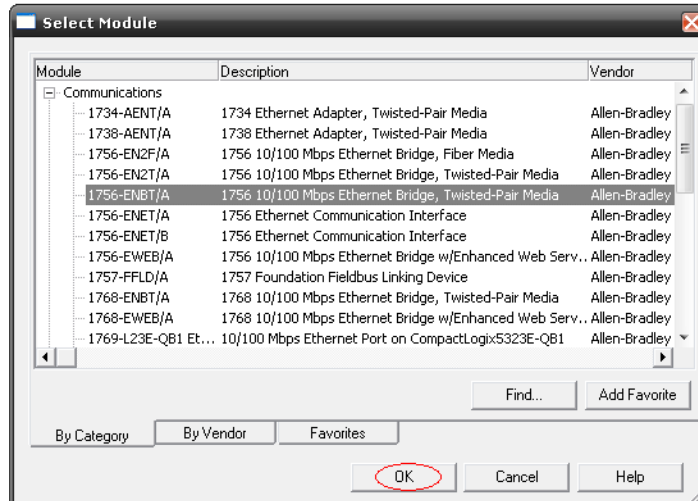 Select Module
Module Description Vendor
Communications
1734-AENT/A 1734 Ethernet Adapter, Twisted-Pair Media Allen-Bradley
1738-AENT/A 1738 Ethernet Adapter, Twisted-Pair Media Allen-Bradley
1756-EN2F/A 1756 10/100 Mbps Ethernet Bridge, Fiber Media Allen-Bradley
1756-EN2T/A 1756 10/100 Mbps Ethernet Bridge, Twisted-Pair Media Allen-Bradley
1756-ENBT/A 1756 10/100 Mbps Ethernet Bridge, Twisted-Pair Media Allen-Bradley
1756-ENET/A 1756 Ethernet Communication Interface Allen-Bradley
1756-ENET/B 1756 Ethernet Communication Interface Allen-Bradley
1756-EWEB/A 1756 10/100 Mbps Ethernet Bridge w/Enhanced Web Serv.. Allen-Bradley
1757-FFLD/A 1757 Foundation Fieldbus Linking Device Allen-Bradley
1768-ENBT/A 1768 10/100 Mbps Ethernet Bridge, Twisted-Pair Media Allen-Bradley
1768-EWEB/A 1768 10/100 Mbps Ethernet Bridge w/Enhanced Web Serv.. Allen-Bradley
1769-L23E-QB1 Et... 10/100 Mbps Ethernet Port on CompactLogix5323E-QB1 Allen-Bradley
Find... Add Favorite
By Category By Vendor Favorites
OK Cancel Help